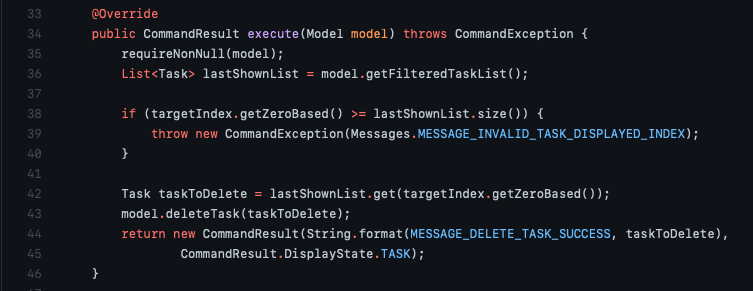 33 @Override
34 public CommandResult execute(Model model) throws CommandException {
35     requireNonNull(model);
36     List<Task> lastShownList = model.getFilteredTaskList();
37
38     if (targetIndex.getZeroBased() >= lastShownList.size()) {
39         throw new CommandException(Messages.MESSAGE_INVALID_TASK_DISPLAYED_INDEX);
40     }
41
42     Task taskToDelete = lastShownList.get(targetIndex.getZeroBased());
43     model.deleteTask(taskToDelete);
44     return new CommandResult(String.format(MESSAGE_DELETE_TASK_SUCCESS, taskToDelete),
45             CommandResult.DisplayState.TASK);
46 }